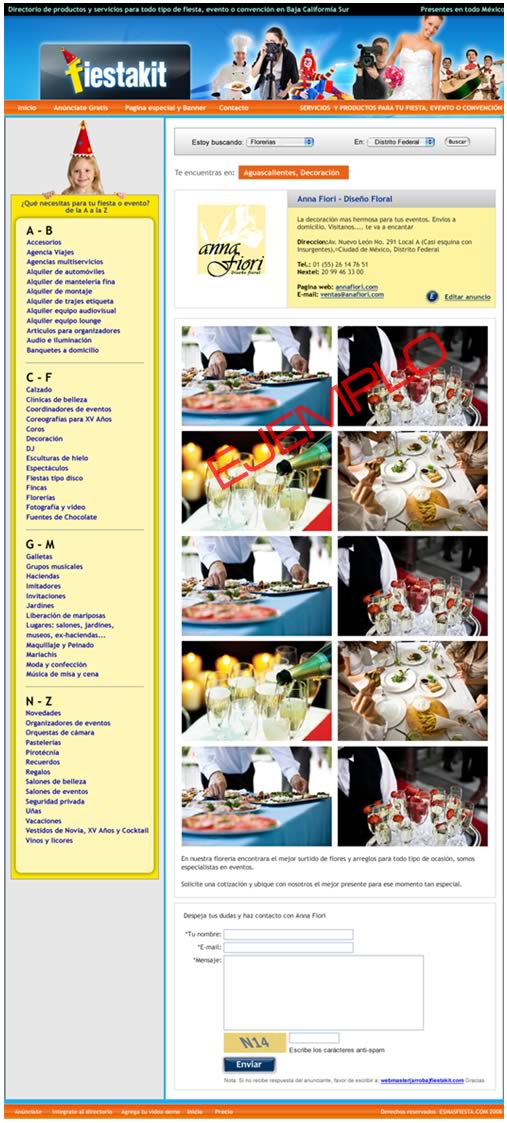 Directorio de productos y servicios para todo tipo de fiesta, evento o convención en Baja California Sur
Presentes en todo México
fiestakit
Inicio Anúnciate Gratis Pagina especial y Banner Contacto
SERVICIOS Y PRODUCTOS PARA TU FIESTA, EVENTO O CONVENCIÓN
¿Qué necesitas para tu fiesta o evento?
de la A a la Z
A - B
Accesorios
Agencia Viajes
Agencias multiservicios
Alquiler de automóviles
Alquiler de mantelería fina
Alquiler de montaje
Alquiler de trajes etiqueta
Alquiler equipo audiovisual
Alquiler equipo lounge
Articulos para organizadores
Audio e iluminación
Banquetes a domicilio
C - F
Calzado
Clínicas de belleza
Coordinadores de eventos
Coreografías para XV Años
Coros
Decoración
DJ
Esculturas de hielo
Espectáculos
Fiestas tipo disco
Fincas
Florerías
Fotografía y video
Fuentes de Chocolate
G - M
Galletas
Grupos musicales
Haciendas
Imitadores
Invitaciones
Jardines
Liberación de mariposas
Lugares: salones, jardines,
museos, ex-haciendas...
Maquillaje y Peinado
Mariachis
Moda y confección
Música de misa y cena
N - Z
Novedades
Organizadores de eventos
Orquestas de cámara
Pastelerías
Pirotécnia
Recuerdos
Regalos
Salones de belleza
Salones de eventos
Seguridad privada
Uñas
Vacaciones
Vestidos de Novia, XV Años y Cocktail
Vinos y licores
Estoy buscando: Florerias En: Distrito Federal Buscar
Te encuentras en: Aguascalientes, Decoración
anna
Fiori
Diseño floral
Anna Fiori - Diseño Floral
La decoración mas hermosa para tus eventos. Envios a
domicilio. Visitanos.... te va a encantar
Direccion:Av. Nuevo León No. 291 Local A (Casi esquina con
Insurgentes),=Ciudad de México, Distrito Federal
Tel.: 01 (55) 26 14 76 51
Nextel: 20 99 46 33 00
Pagina web: annafiori.com
E-mail: ventas@anafiori.com
E Editar anuncio
EJEMPLO
En nuestra floreria encontrara el mejor surtido de flores y arreglos para todo tipo de ocasión, somos
especialistas en eventos.
Solicite una cotización y ubique con nosotros el mejor presente para ese momento tan especial.
Despeja tus dudas y haz contacto con Anna Fiori
*Tu nombre:
*E-mail:
*Mensaje:
N14
Escribe los carácteres anti-spam
Enviar
Nota: Si no recibe respuesta del anunciante, favor de escribir a: webmaster(arroba)fiestakit.com Gracias.
Anúnciate Intégrate al directorio Agrega tu video demo Inicio Precio
Derechos reservados ESMASFIESTA.COM 2008